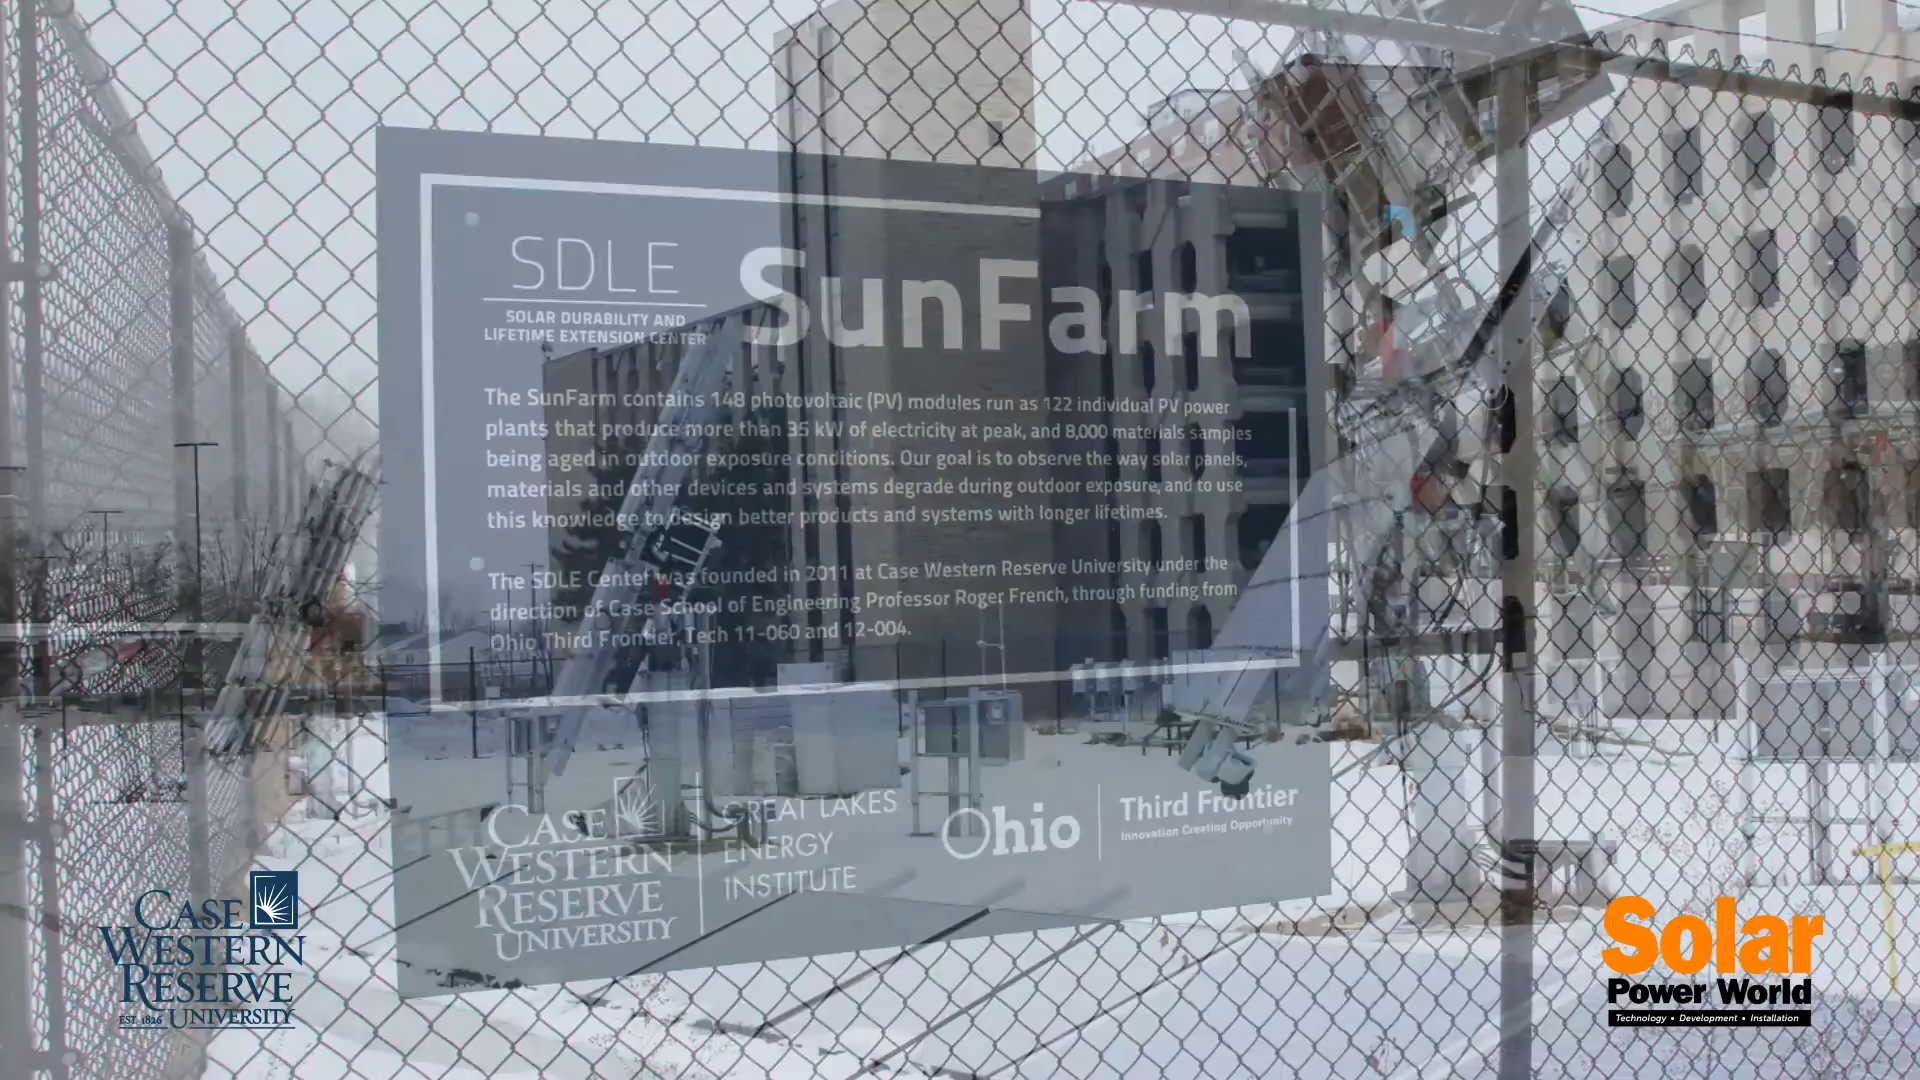 SDLE
SOLAR DURABILITY AND
LIFETIME EXTENSION CENTER
SunFarm
The SunFarm contains 148 photovoltaic (PV) modules run as 122 individual PV power
plants that produce more than 35 kW of electricity at peak, and 8,000 materials samples
being aged in outdoor exposure conditions. Our goal is to observe the way solar panels,
materials and other devices and systems degrade during outdoor exposure, and to use
this knowledge to design better products and systems with longer lifetimes.
The SDLE Center was founded in 2011 at Case Western Reserve University under the
direction of Case School of Engineering Professor Roger French, through funding from
Ohio Third Frontier, Tech 11-060 and 12-004.
CASE
WESTERN
RESERVE
UNIVERSITY
GREAT LAKES
ENERGY
INSTITUTE
Ohio
Third Frontier
Innovation Creating Opportunity
CASE
WESTERN
RESERVE
EST. 1826 UNIVERSITY
Solar
Power World
Technology • Development • Installation